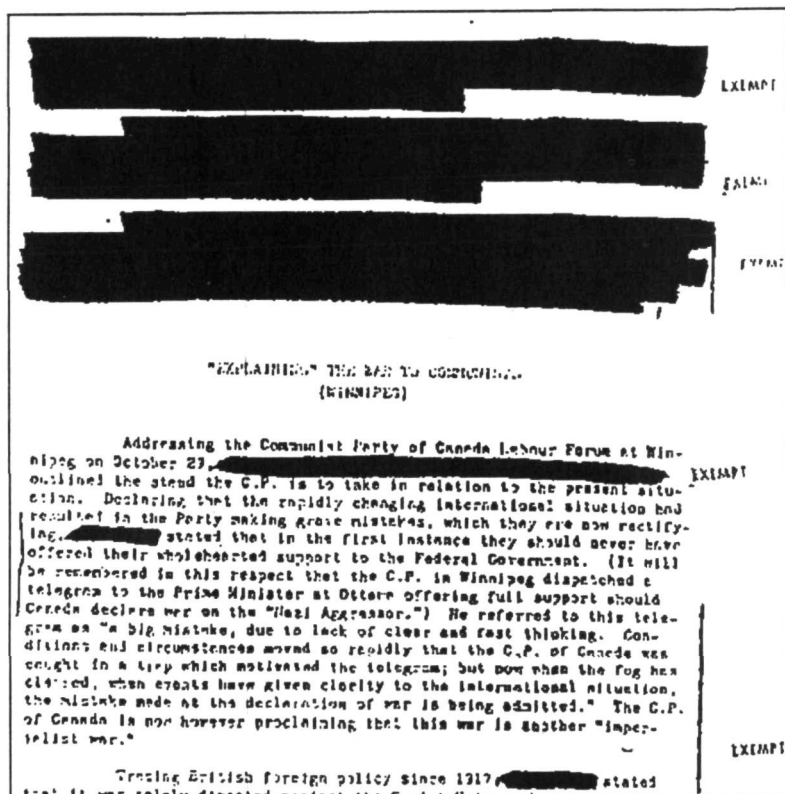 EXEMPT
EXEMPT
EXEMPT
"EXPLAINING" THE WAR TO COMMUNISTS
(WINNIPEG)
Addressing the Communist Party of Canada Labour Forum at Win-
nipeg on October 29,
EXEMPT
outlined the stand the C.P. is to take in relation to the present situ-
ation. Declaring that the rapidly changing international situation had
resulted in the Party making grave mistakes, which they are now rectify-
ing, stated that in the first instance they should never have
offered their wholehearted support to the Federal Government. (It will
be remembered in this respect that the C.P. in Winnipeg dispatched a
telegram to the Prime Minister at Ottawa offering full support should
Canada declare war on the "Nazi Aggressor.") He referred to this tele-
gram as "a big mistake, due to lack of clear and fast thinking. Con-
ditions and circumstances moved so rapidly that the C.P. of Canada was
caught in a trap which motivated the telegram; but now when the fog has
cleared, when events have given clarity to the international situation,
the mistake made at the declaration of war is being admitted." The C.P.
of Canada is now however proclaiming that this war is another "imper-
ialist war."
EXEMPT
Tracing British foreign policy since 1917, stated
that it was solely directed against the Soviet